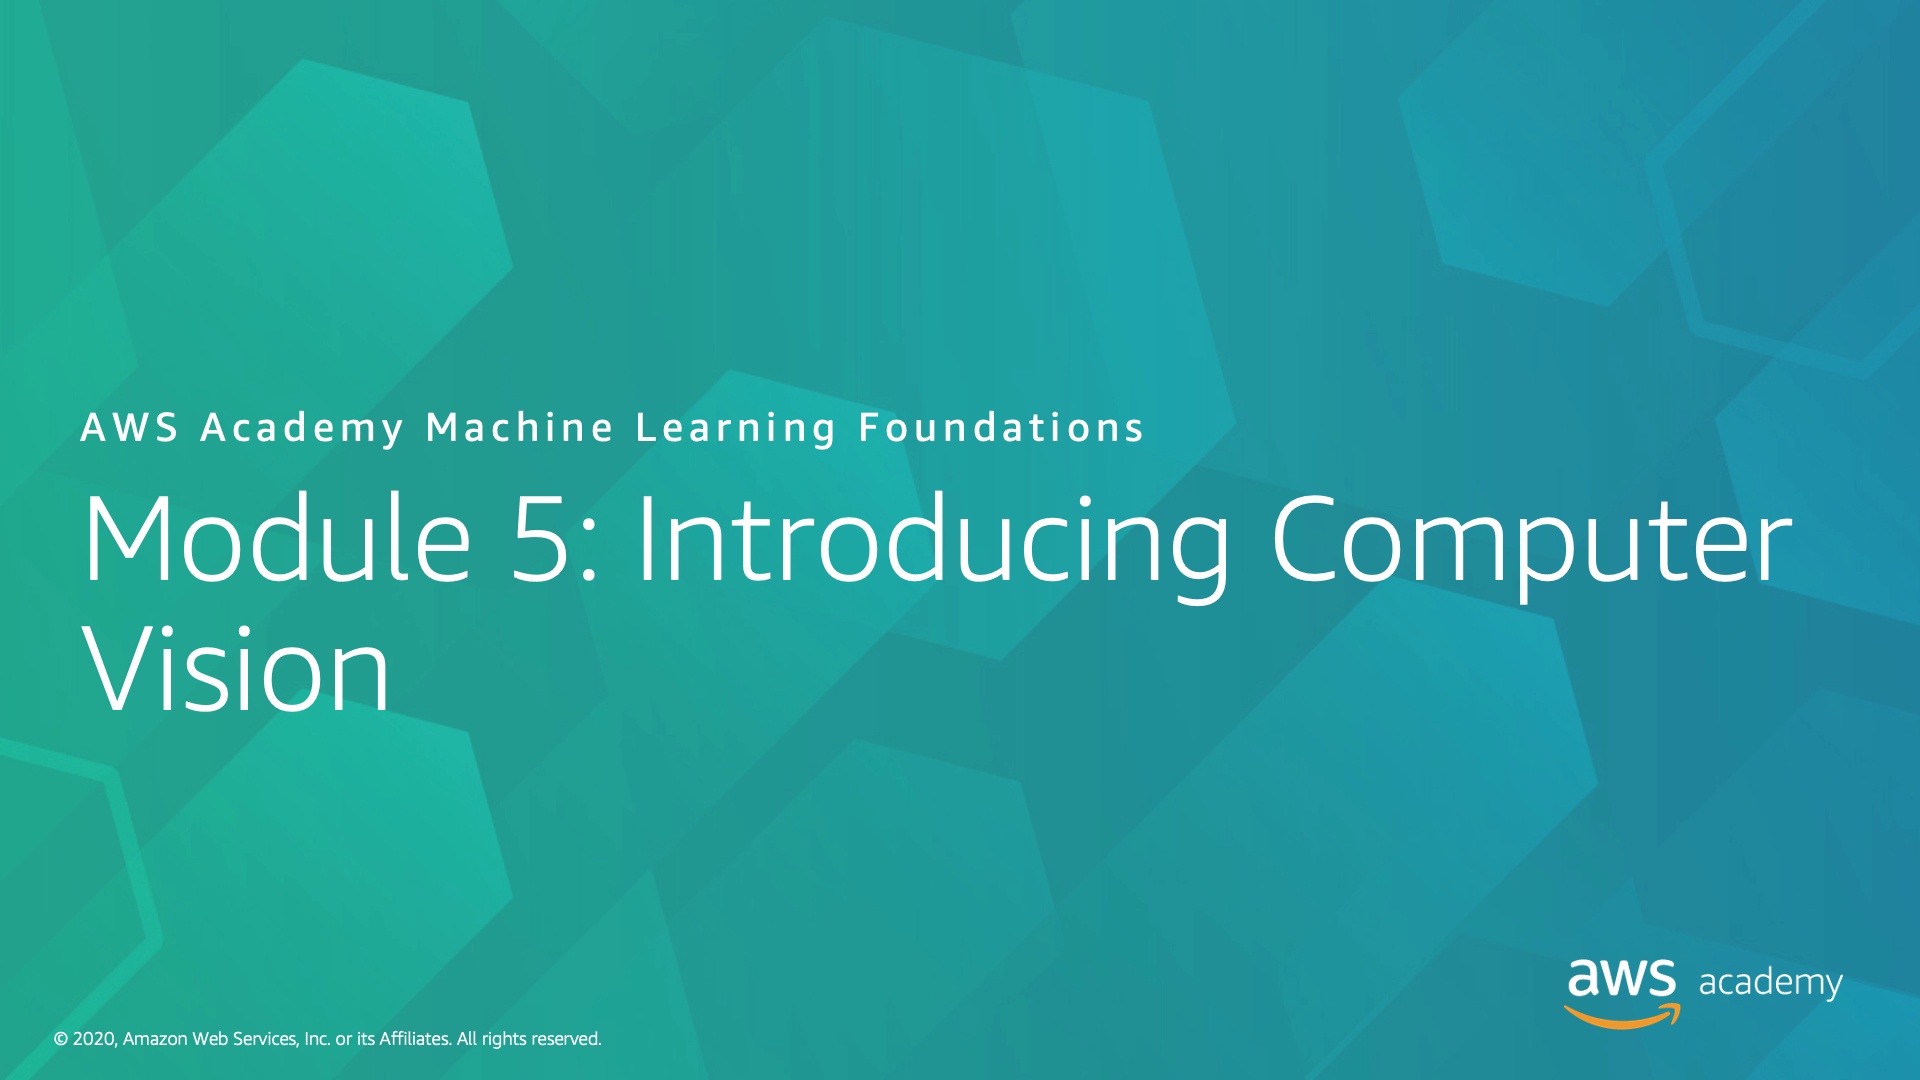 AWS Academy Machine Learning Foundations
Module 5: Introducing Computer
Vision
aws academy
© 2020, Amazon Web Services, Inc. or its Affiliates. All rights reserved.